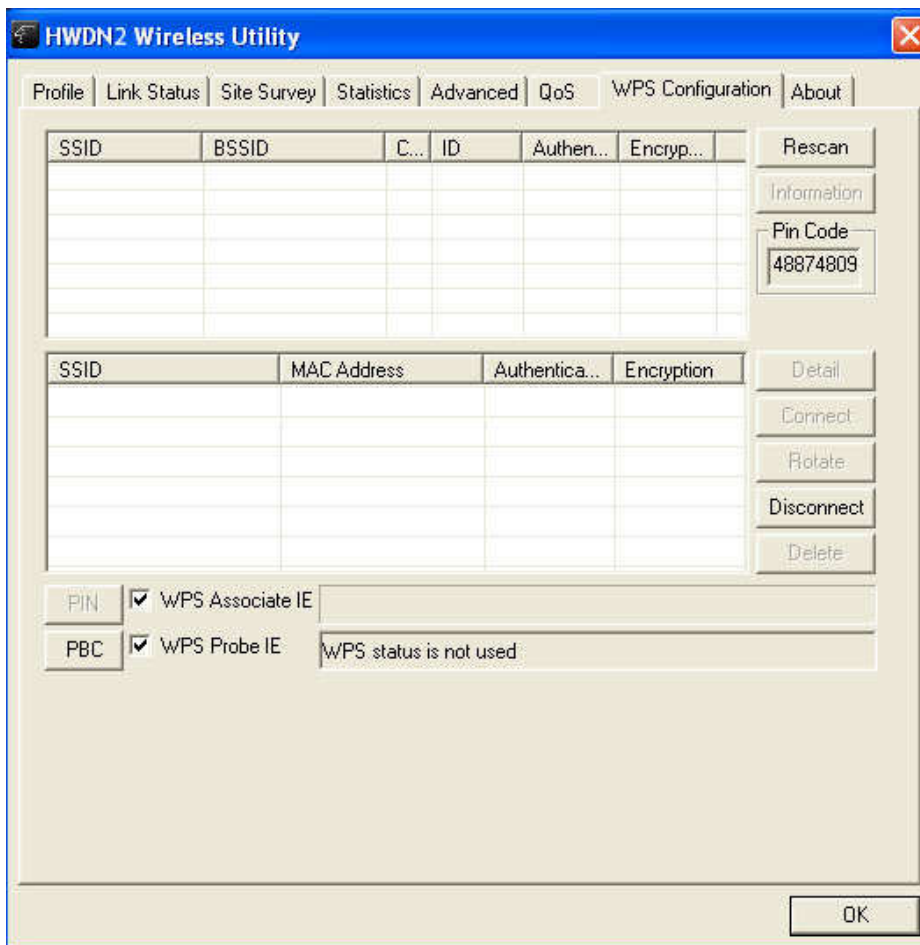 HWDN2 Wireless Utility
Profile Link Status Site Survey Statistics Advanced QoS WPS Configuration About
SSID BSSID C... ID Authen... Encryp...
Rescan
Information
Pin Code
48874809
SSID MAC Address Authentica... Encryption
Detail
Connect
Rotate
Disconnect
Delete
PIN WPS Associate IE
PBC WPS Probe IE WPS status is not used
OK